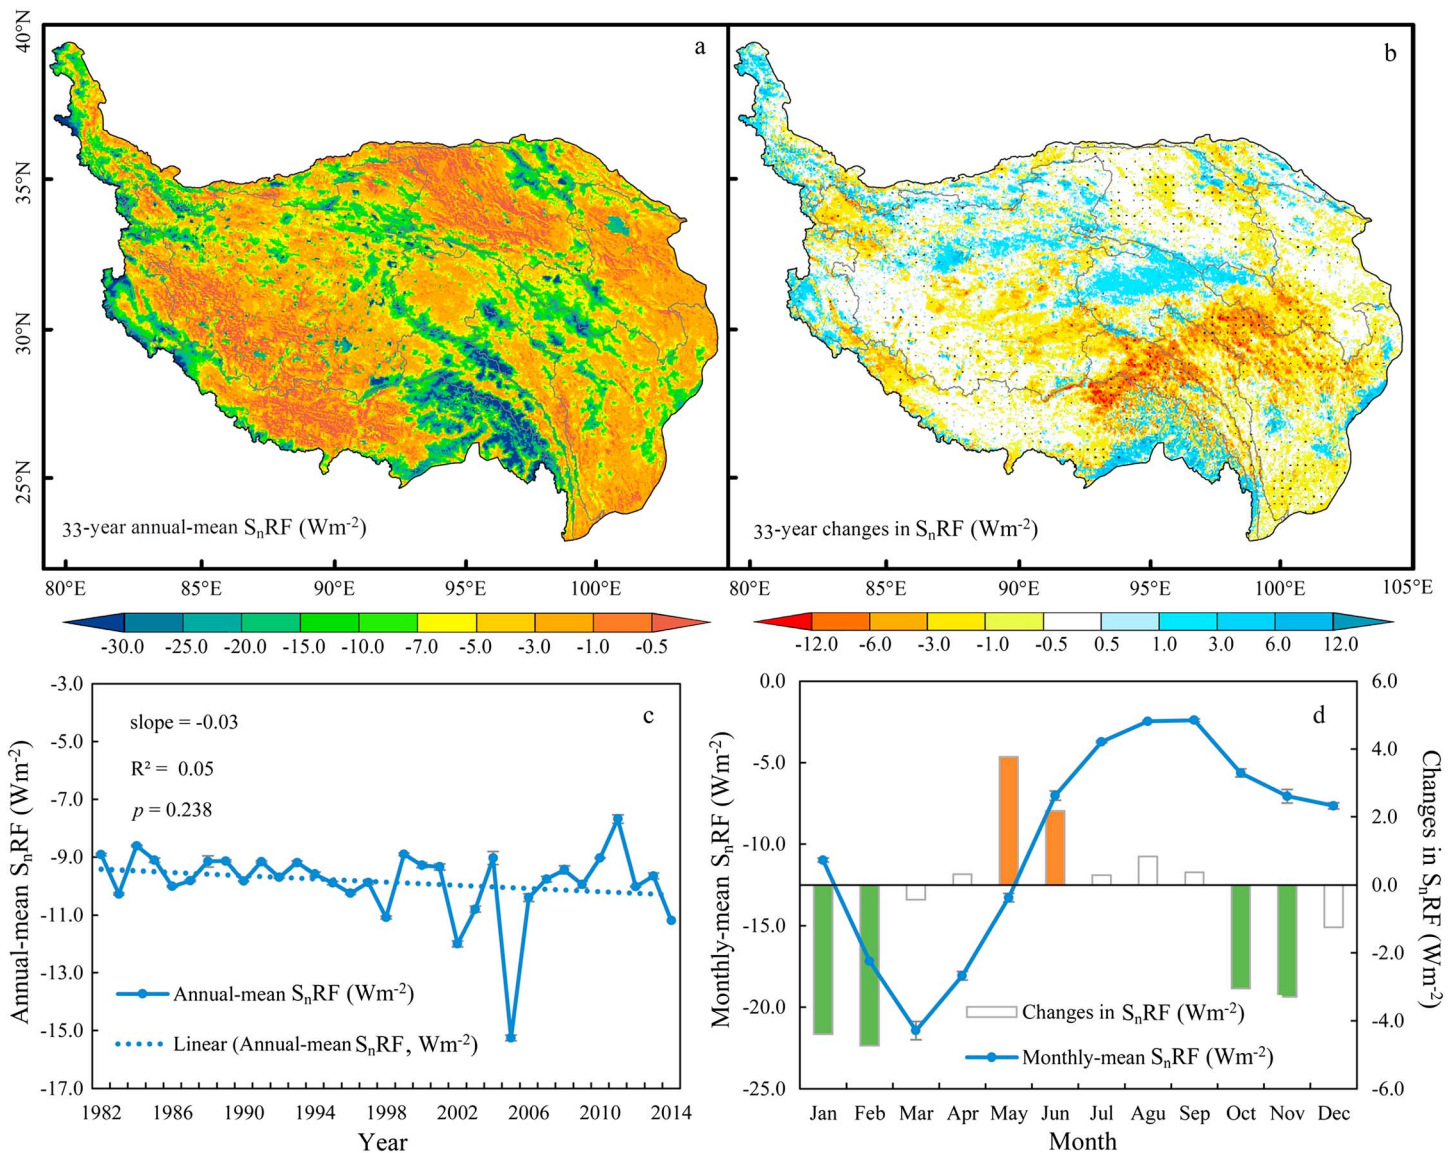 a
b
40°N
35°N
30°N
25°N
33-year annual-mean SₙRF (Wm⁻²)
33-year changes in SₙRF (Wm⁻²)
80°E 85°E 90°E 95°E 100°E
80°E 85°E 90°E 95°E 100°E 105°E
-30.0 -25.0 -20.0 -15.0 -10.0 -7.0 -5.0 -3.0 -1.0 -0.5
-12.0 -6.0 -3.0 -1.0 -0.5 0.5 1.0 3.0 6.0 12.0
c
slope = -0.03
R² = 0.05
p = 0.238
Annual-mean SₙRF (Wm⁻²)
-3.0
-5.0
-7.0
-9.0
-11.0
-13.0
-15.0
-17.0
Annual-mean SₙRF (Wm⁻²)
Linear (Annual-mean SₙRF, Wm⁻²)
1982 1986 1990 1994 1998 2002 2006 2010 2014
Year
d
Monthly-mean SₙRF (Wm⁻²)
0.0
-5.0
-10.0
-15.0
-20.0
-25.0
Changes in SₙRF (Wm⁻²)
Monthly-mean SₙRF (Wm⁻²)
6.0
4.0
2.0
0.0
-2.0
-4.0
-6.0
Changes in SₙRF (Wm⁻²)
Jan Feb Mar Apr May Jun Jul Agu Sep Oct Nov Dec
Month